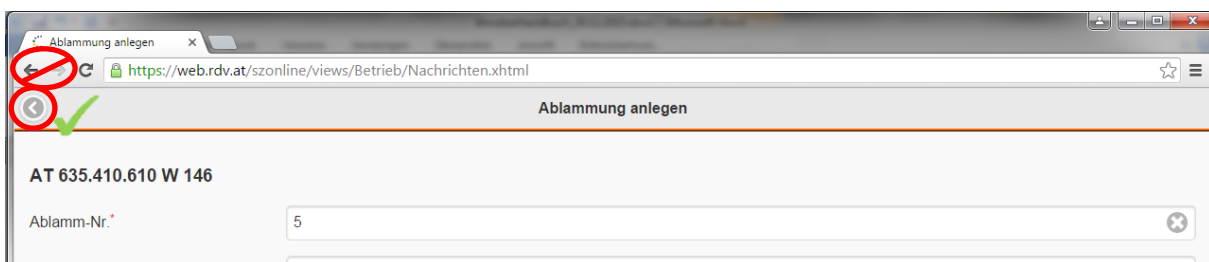 Ablammung anlegen
https://web.rdv.at/szonline/views/Betrieb/Nachrichten.xhtml
Ablammung anlegen
AT 635.410.610 W 146
Ablamm-Nr.*
5